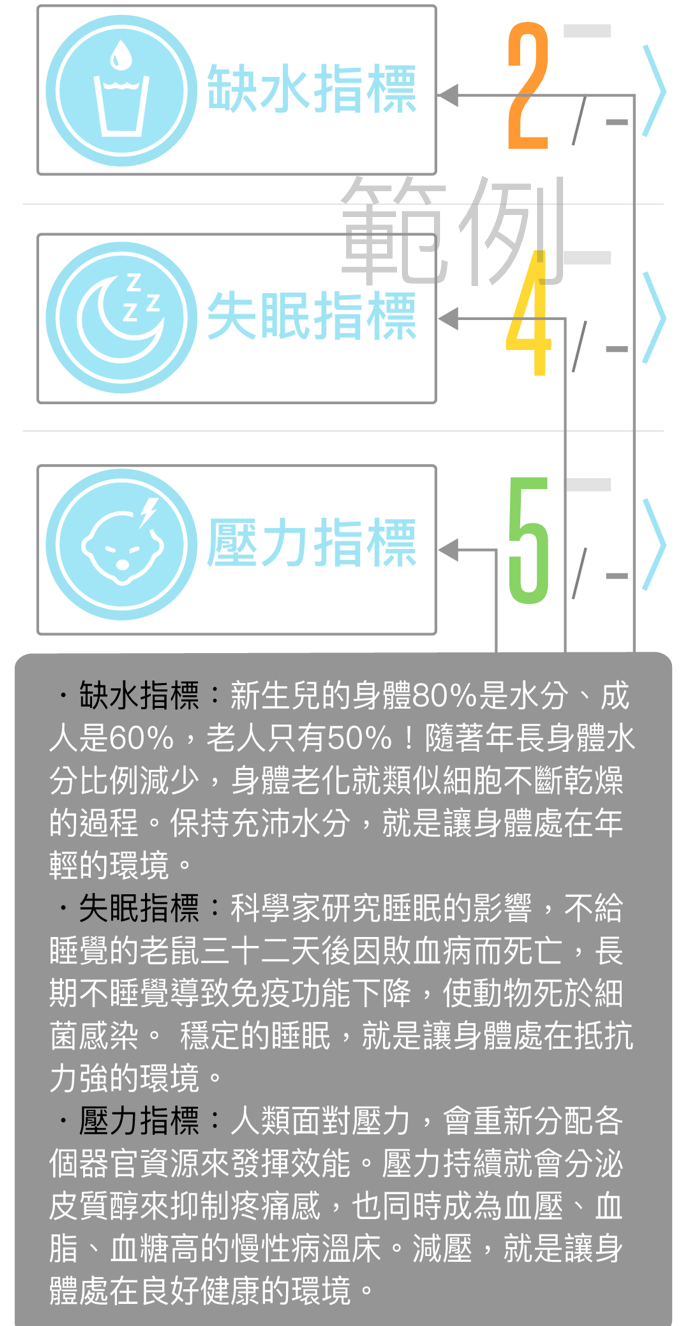 缺水指標
2 / -
範例
失眠指標
4 / -
壓力指標
5 / -
・缺水指標：新生兒的身體80%是水分、成
人是60%，老人只有50%！隨著年長身體水
分比例減少，身體老化就類似細胞不斷乾燥
的過程。保持充沛水分，就是讓身體處在年
輕的環境。
・失眠指標：科學家研究睡眠的影響，不給
睡覺的老鼠三十二天後因敗血病而死亡，長
期不睡覺導致免疫功能下降，使動物死於細
菌感染。 穩定的睡眠，就是讓身體處在抵抗
力強的環境。
・壓力指標：人類面對壓力，會重新分配各
個器官資源來發揮效能。壓力持續就會分泌
皮質醇來抑制疼痛感，也同時成為血壓、血
脂、血糖高的慢性病溫床。減壓，就是讓身
體處在良好健康的環境。